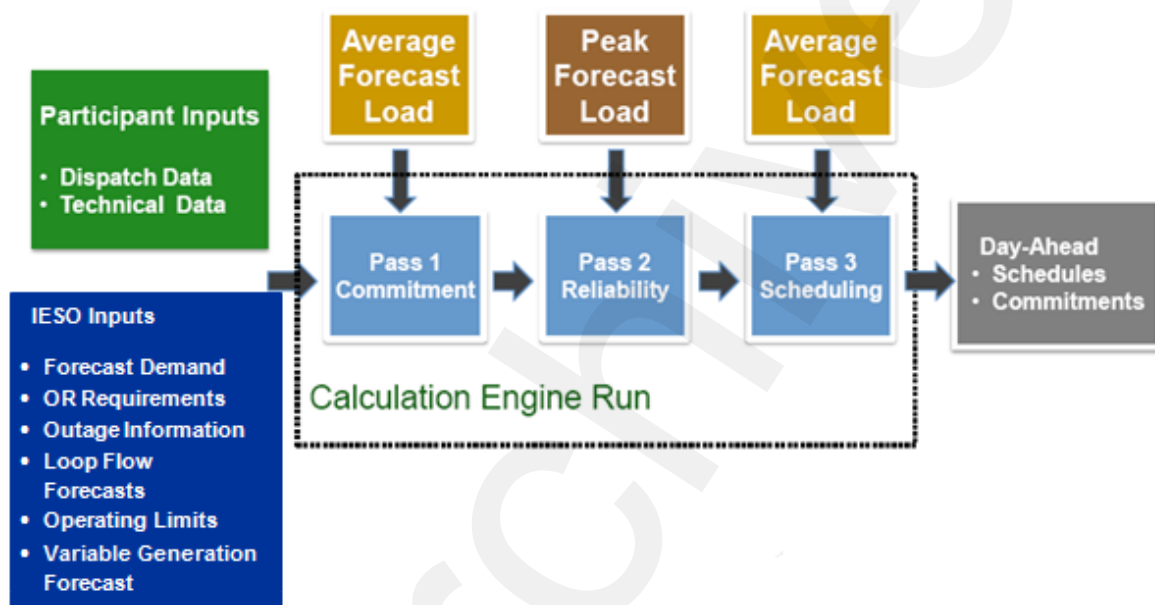 Average
Forecast
Load
Peak
Forecast
Load
Average
Forecast
Load
Participant Inputs
• Dispatch Data
• Technical Data
Pass 1
Commitment
Pass 2
Reliability
Pass 3
Scheduling
Day-Ahead
• Schedules
• Commitments
IESO Inputs
• Forecast Demand
• OR Requirements
• Outage Information
• Loop Flow
Forecasts
• Operating Limits
• Variable Generation
Forecast
Calculation Engine Run